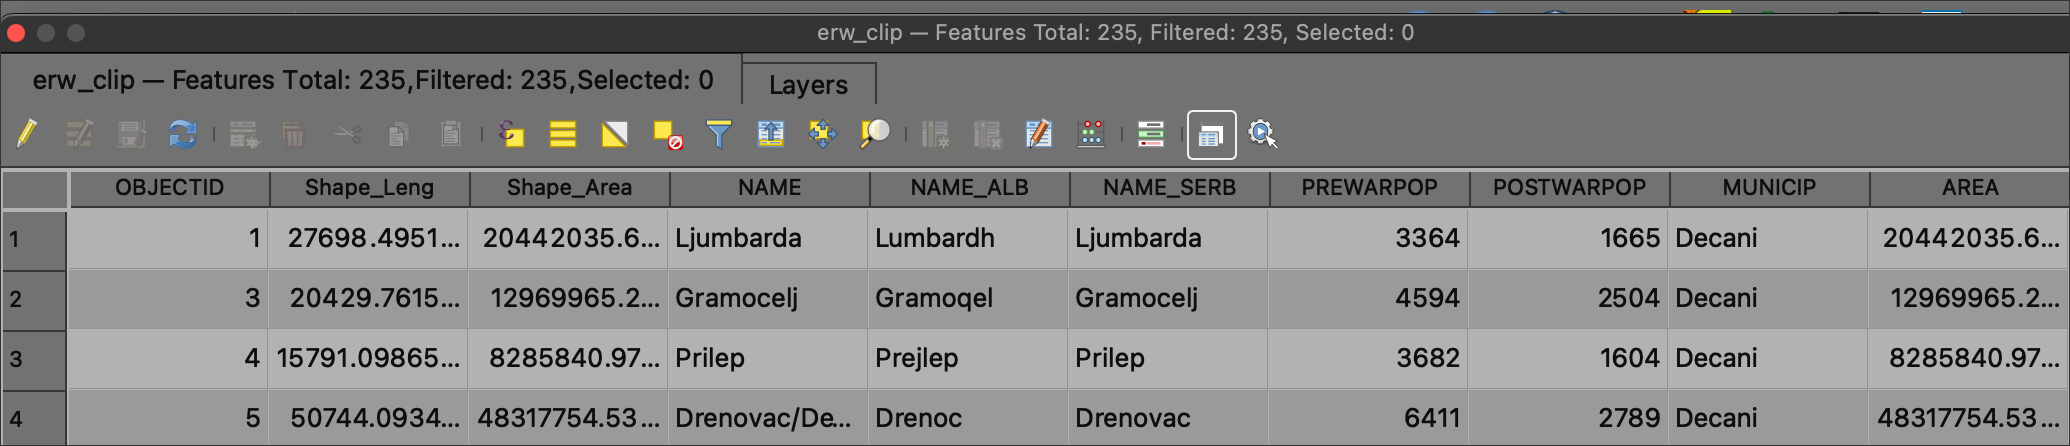 erw_clip — Features Total: 235, Filtered: 235, Selected: 0
erw_clip — Features Total: 235,Filtered: 235,Selected: 0 Layers
OBJECTID Shape_Leng Shape_Area NAME NAME_ALB NAME_SERB PREWARPOP POSTWARPOP MUNICIP AREA
1 1 27698.4951... 20442035.6... Ljumbarda Lumbardh Ljumbarda 3364 1665 Decani 20442035.6...
2 3 20429.7615... 12969965.2... Gramocelj Gramoqel Gramocelj 4594 2504 Decani 12969965.2...
3 4 15791.09865... 8285840.97... Prilep Prejlep Prilep 3682 1604 Decani 8285840.97...
4 5 50744.0934... 48317754.53... Drenovac/De... Drenoc Drenovac 6411 2789 Decani 48317754.53...